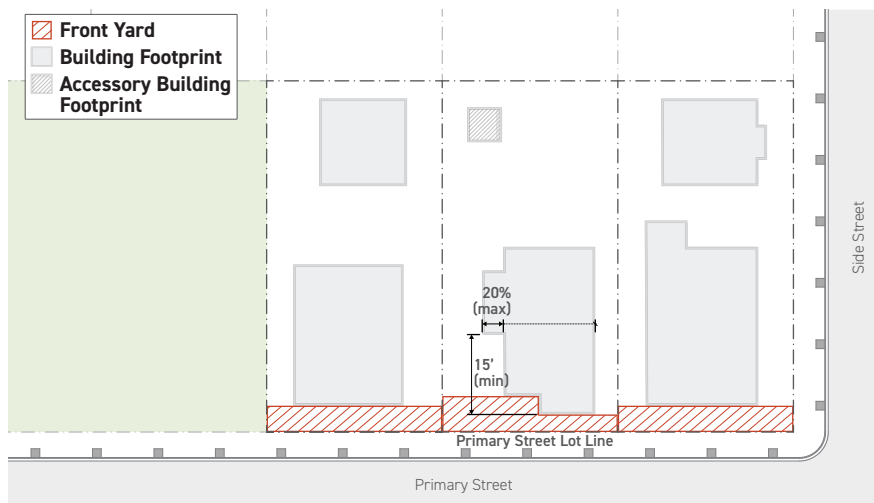 Front Yard
Building Footprint
Accessory Building
Footprint
20%
(max)
15’
(min)
Primary Street Lot Line
Primary Street
Side Street